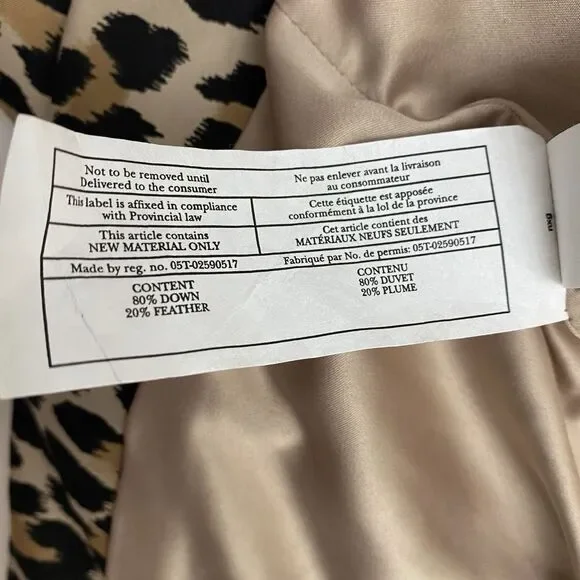 Not to be removed until
Delivered to the consumer
Ne pas enlever avant la livraison
au consommateur
This label is affixed in compliance
with Provincial law
Cette étiquette est apposée
conformément à la lol de la province
This article contains
NEW MATERIAL ONLY
Cet article contient des
MATÉRIAUX NEUFS SEULEMENT
Made by reg. no. 05T-02590517
Fabriqué par No. de permis: 05T-02590517
CONTENT
80% DOWN
20% FEATHER
CONTENU
80% DUVET
20% PLUME